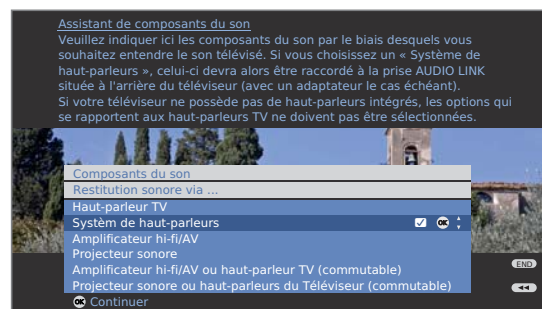 Assistant de composants du son
Veuillez indiquer ici les composants du son par le biais desquels vous
souhaitez entendre le son télévisé. Si vous choisissez un « Système de
haut-parleurs », celui-ci devra alors être raccordé à la prise AUDIO LINK
située à l'arrière du téléviseur (avec un adaptateur le cas échéant).
Si votre téléviseur ne possède pas de haut-parleurs intégrés, les options qui
se rapportent aux haut-parleurs TV ne doivent pas être sélectionnées.
Composants du son
Restitution sonore via ...
Haut-parleur TV
Systèm de haut-parleurs OK
Amplificateur hi-fi/AV
Projecteur sonore
Amplificateur hi-fi/AV ou haut-parleur TV (commutable)
END
Projecteur sonore ou haut-parleurs du Téléviseur (commutable)
OK Continuer